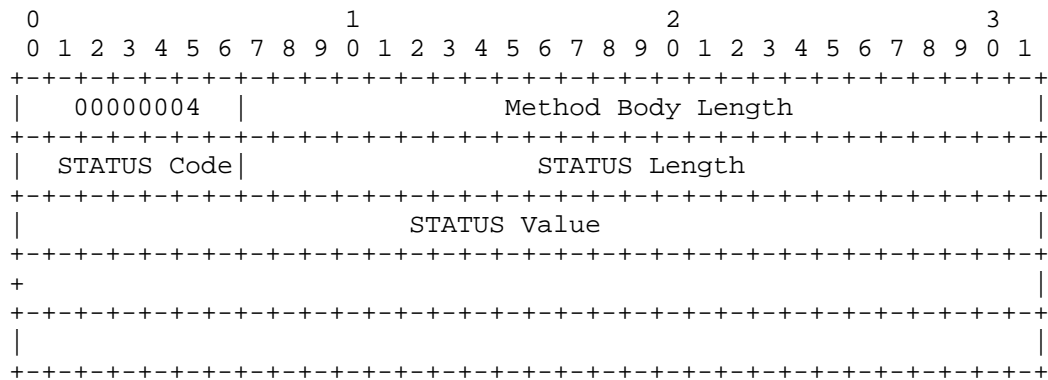 0                   1                   2                   3
0 1 2 3 4 5 6 7 8 9 0 1 2 3 4 5 6 7 8 9 0 1 2 3 4 5 6 7 8 9 0 1
+-+-+-+-+-+-+-+-+-+-+-+-+-+-+-+-+-+-+-+-+-+-+-+-+-+-+-+-+-+-+-+-+
|   00000004  |                Method Body Length               |
+-+-+-+-+-+-+-+-+-+-+-+-+-+-+-+-+-+-+-+-+-+-+-+-+-+-+-+-+-+-+-+-+
|  STATUS Code|                  STATUS Length                  |
+-+-+-+-+-+-+-+-+-+-+-+-+-+-+-+-+-+-+-+-+-+-+-+-+-+-+-+-+-+-+-+-+
|                        STATUS Value                           |
+-+-+-+-+-+-+-+-+-+-+-+-+-+-+-+-+-+-+-+-+-+-+-+-+-+-+-+-+-+-+-+-+
+                                                               |
+-+-+-+-+-+-+-+-+-+-+-+-+-+-+-+-+-+-+-+-+-+-+-+-+-+-+-+-+-+-+-+-+
|                                                               |
+-+-+-+-+-+-+-+-+-+-+-+-+-+-+-+-+-+-+-+-+-+-+-+-+-+-+-+-+-+-+-+-+